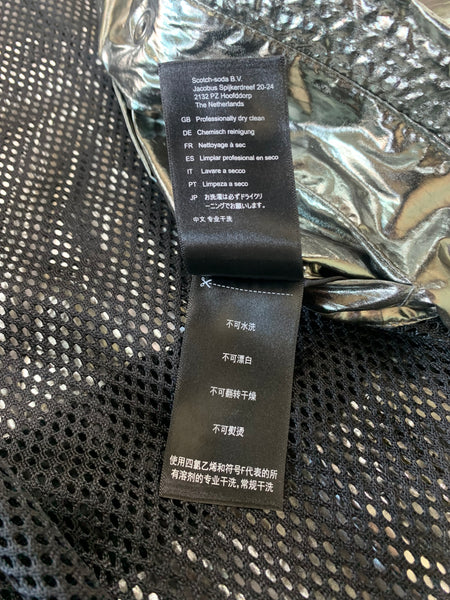 Scotch-soda B.V.
Jacobus Spijkerdreef 20-24
2132 PZ Hoofddorp
The Netherlands
GB Professionally dry clean
DE Chemisch reinigung
FR Nettoyage à sec
ES Limpiar profesional en seco
IT Lavare a secco
PT Limpeza a seco
JP お洗濯は必ずドライクリ
ーニングでお願いします。
中文 专业干洗
不可水洗
不可漂白
不可翻转干燥
不可熨烫
使用四氯乙烯和符号F代表的所
有溶剂的专业干洗,常规干洗